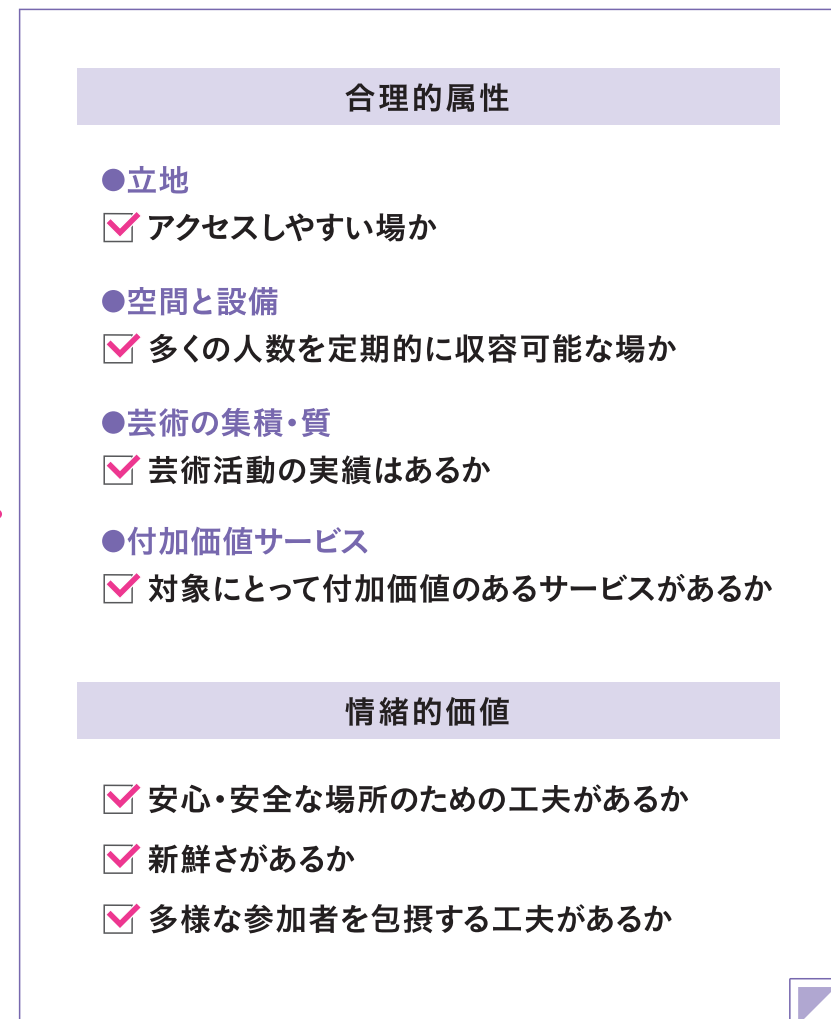 合理的属性
●立地
アクセスしやすい場か
●空間と設備
多くの人数を定期的に収容可能な場か
●芸術の集積・質
芸術活動の実績はあるか
●付加価値サービス
対象にとって付加価値のあるサービスがあるか
情緒的価値
安心・安全な場所のための工夫があるか
新鮮さがあるか
多様な参加者を包摂する工夫があるか